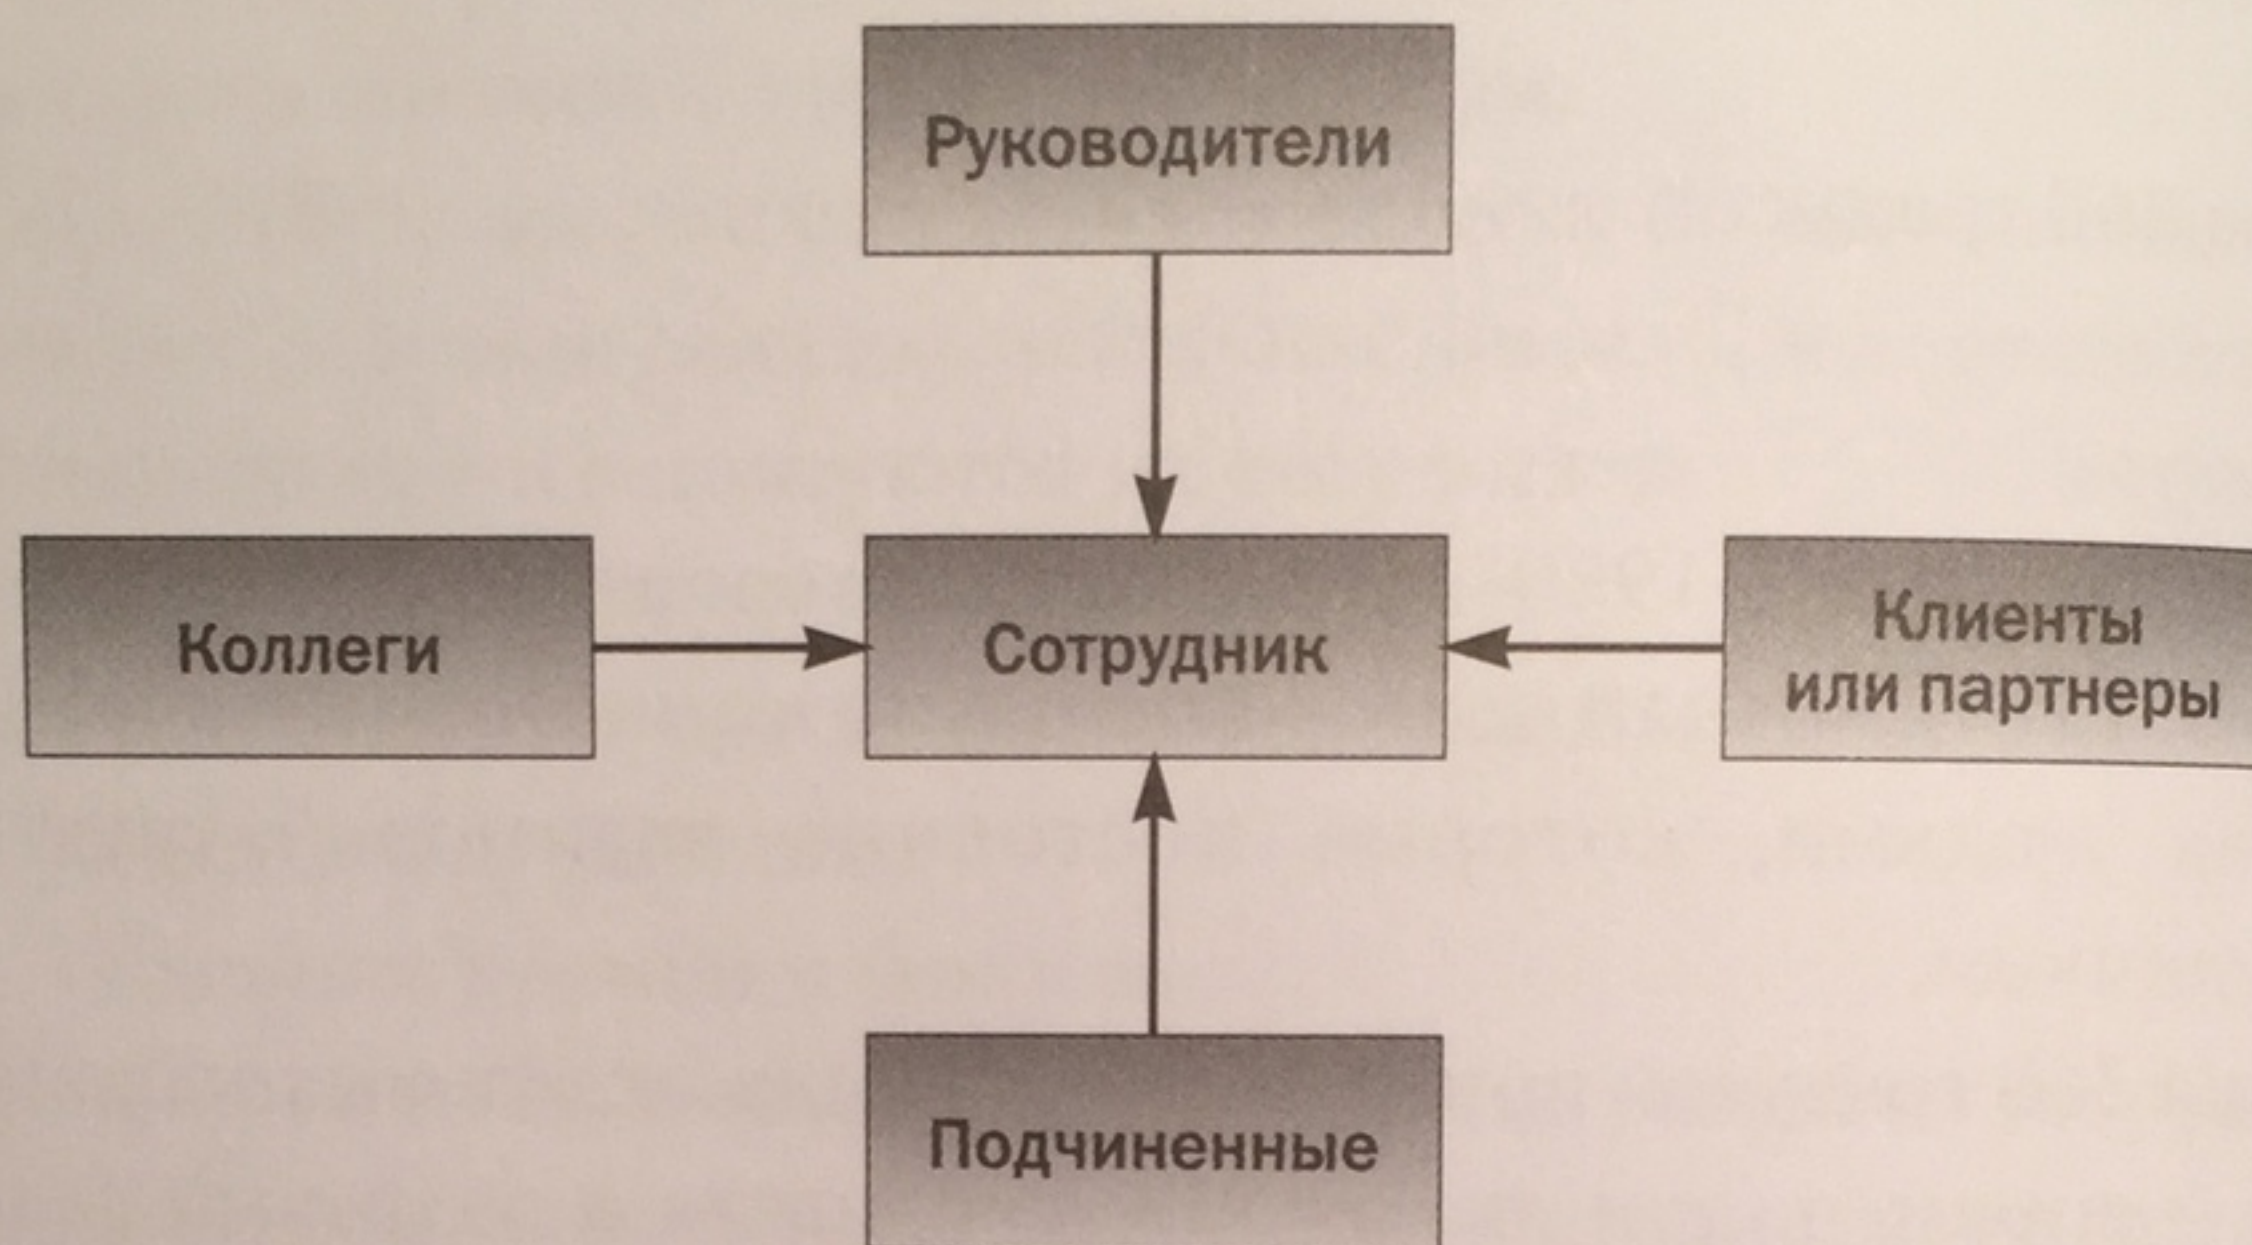 Руководители
Коллеги
Сотрудник
Клиенты
или партнеры
Подчиненные